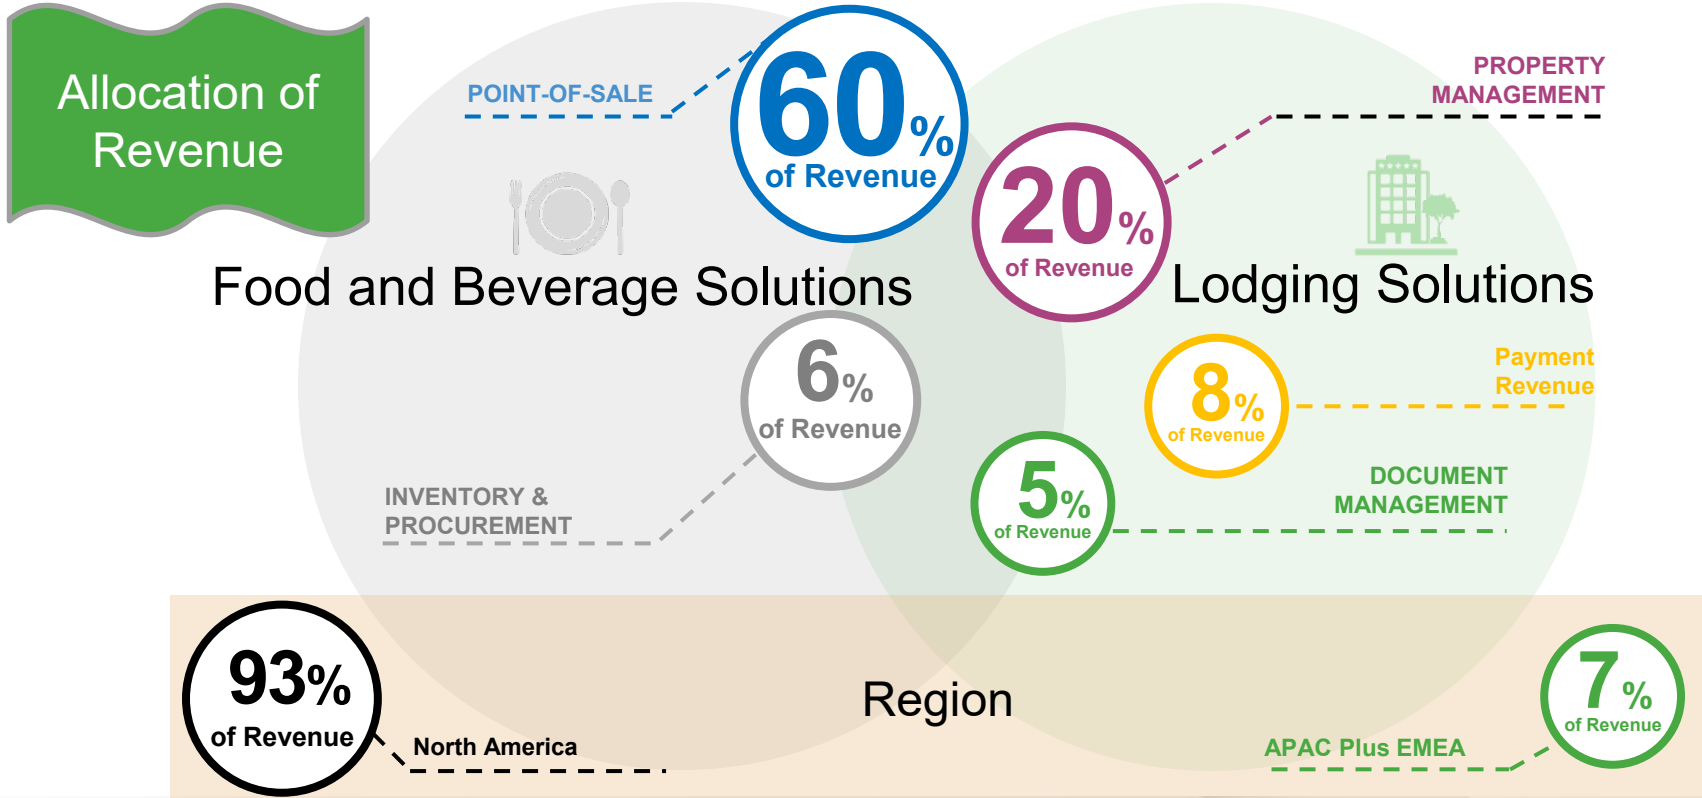 Allocation of
Revenue
POINT-OF-SALE
60%
of Revenue
PROPERTY
MANAGEMENT
20%
of Revenue
Food and Beverage Solutions
Lodging Solutions
6%
of Revenue
8%
of Revenue
Payment
Revenue
INVENTORY &
PROCUREMENT
5%
of Revenue
DOCUMENT
MANAGEMENT
93%
of Revenue
North America
Region
7%
of Revenue
APAC Plus EMEA